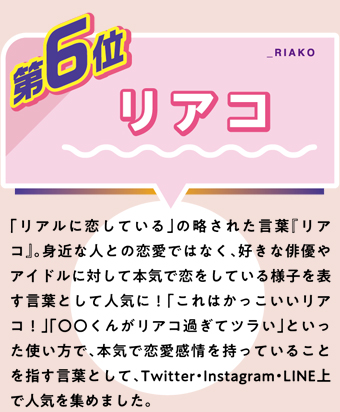 第6位
_RIAKO
リアコ
「リアルに恋している」の略された言葉『リア
コ』。身近な人との恋愛ではなく、好きな俳優や
アイドルに対して本気で恋をしている様子を表
す言葉として人気に！「これはかっこいいリア
コ！」「〇〇くんがリアコ過ぎてツラい」といっ
た使い方で、本気で恋愛感情を持っていること
を指す言葉として、Twitter・Instagram・LINE上
で人気を集めました。